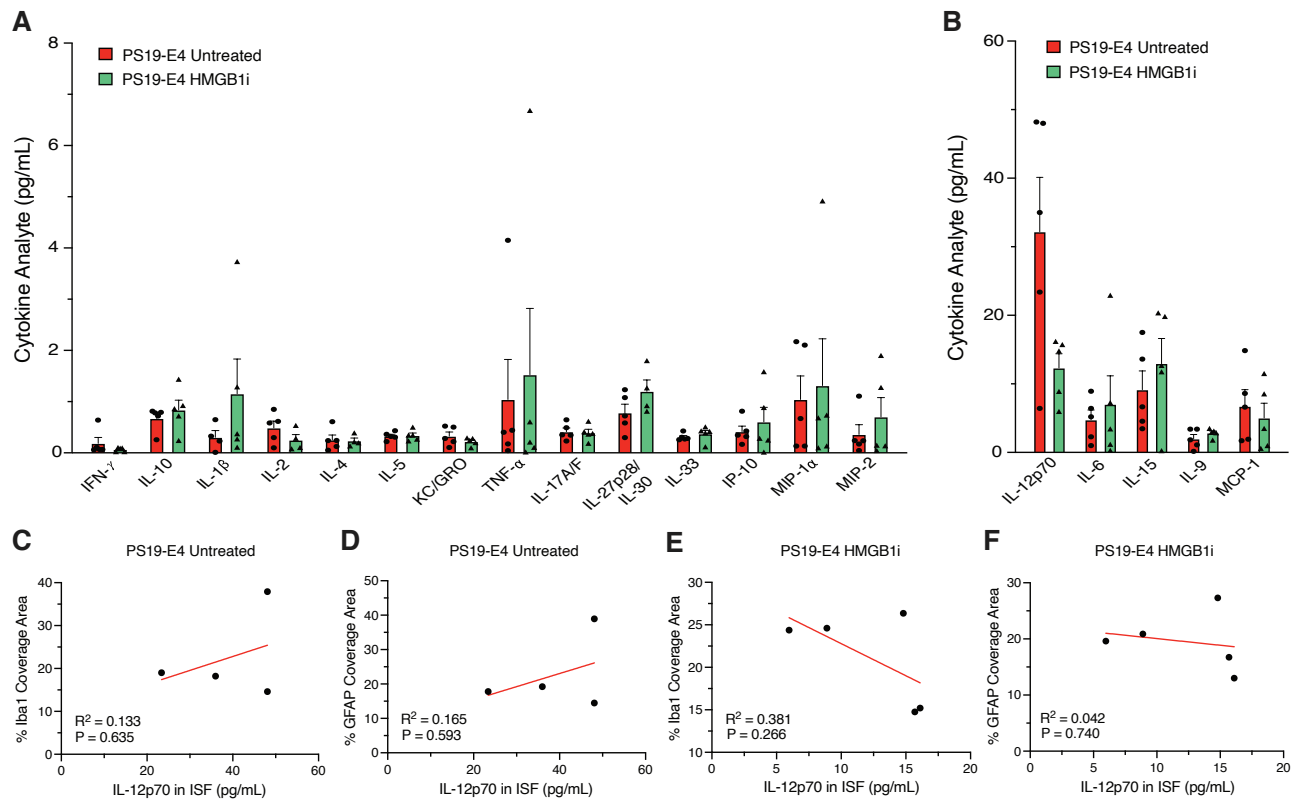 A
PS19-E4 Untreated
PS19-E4 HMGB1i
Cytokine Analyte (pg/mL)
8
6
4
2
0
IFN-γ
IL-10
IL-1β
IL-2
IL-4
IL-5
KC/GRO
TNF-α
IL-17A/F
IL-27p28/
IL-30
IL-33
IP-10
MIP-1α
MIP-2
B
PS19-E4 Untreated
PS19-E4 HMGB1i
Cytokine Analyte (pg/mL)
60
40
20
0
IL-12p70
IL-6
IL-15
IL-9
MCP-1
C
PS19-E4 Untreated
% Iba1 Coverage Area
40
30
20
10
0
R² = 0.133
P = 0.635
0 20 40 60
IL-12p70 in ISF (pg/mL)
D
PS19-E4 Untreated
% GFAP Coverage Area
50
40
30
20
10
0
R² = 0.165
P = 0.593
0 20 40 60
IL-12p70 in ISF (pg/mL)
E
PS19-E4 HMGB1i
% Iba1 Coverage Area
30
25
20
15
10
R² = 0.381
P = 0.266
0 5 10 15 20
IL-12p70 in ISF (pg/mL)
F
PS19-E4 HMGB1i
% GFAP Coverage Area
30
20
10
0
R² = 0.042
P = 0.740
0 5 10 15 20
IL-12p70 in ISF (pg/mL)